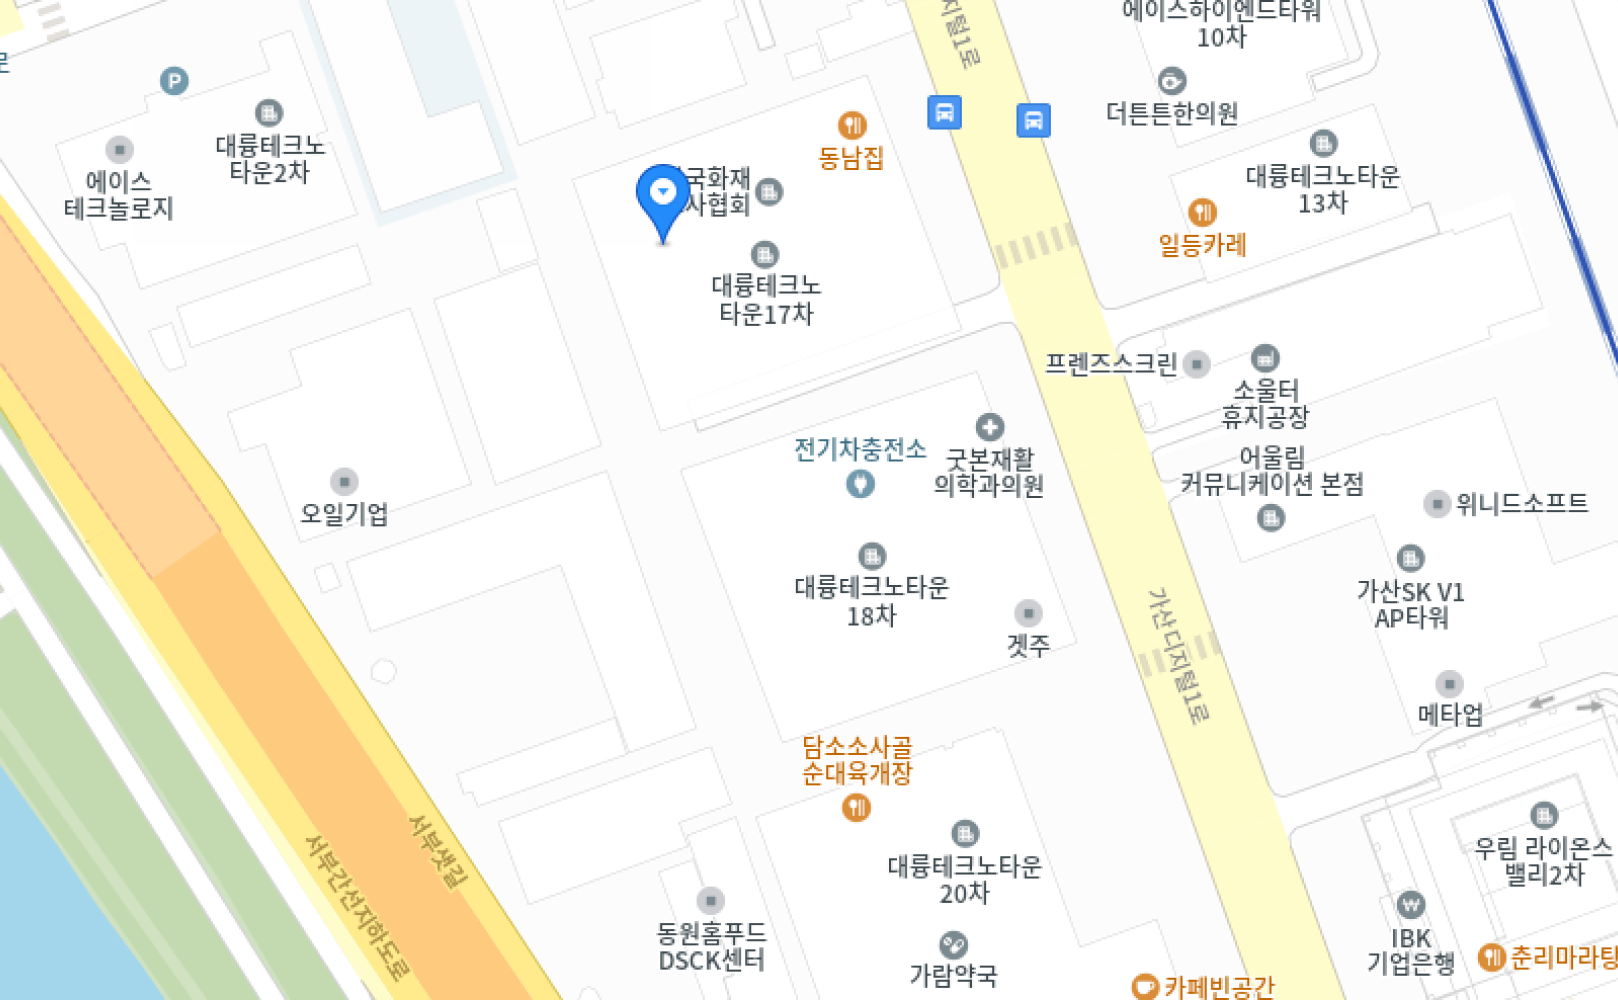 에이스하이엔드타워
10차
더튼튼한의원
동남집
대륭테크노
타운2차
에이스
테크놀로지
대륭테크노타운
13차
일등카레
대륭테크노
타운17차
프렌즈스크린
소울터
휴지공장
전기차충전소
굿본재활
의학과의원
어울림
커뮤니케이션 본점
위니드소프트
오일기업
대륭테크노타운
18차
가산SK V1
AP타워
겟주
가산디지털1로
메타업
담소소사골
순대육개장
대륭테크노타운
20차
우림 라이온스
밸리2차
서부샛길
서부간선지하도로
동원홈푸드
DSCK센터
가람약국
IBK
기업은행
춘리마라탕
카페빈공간
P